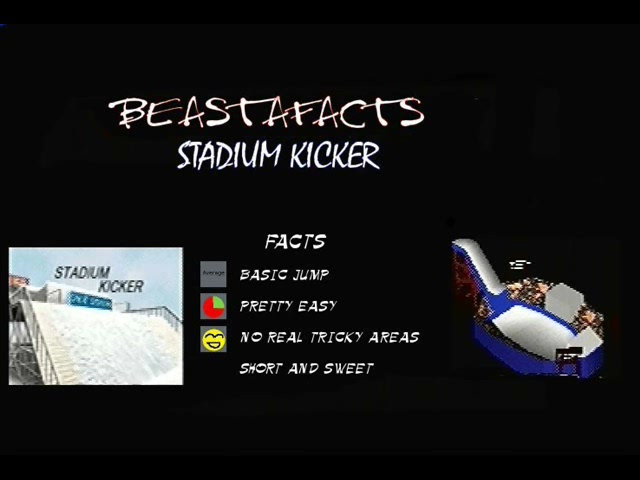 BEASTAFACTS
STADIUM KICKER
FACTS
STADIUM
KICKER
Average
BASIC JUMP
PRETTY EASY
NO REAL TRICKY AREAS
SHORT AND SWEET